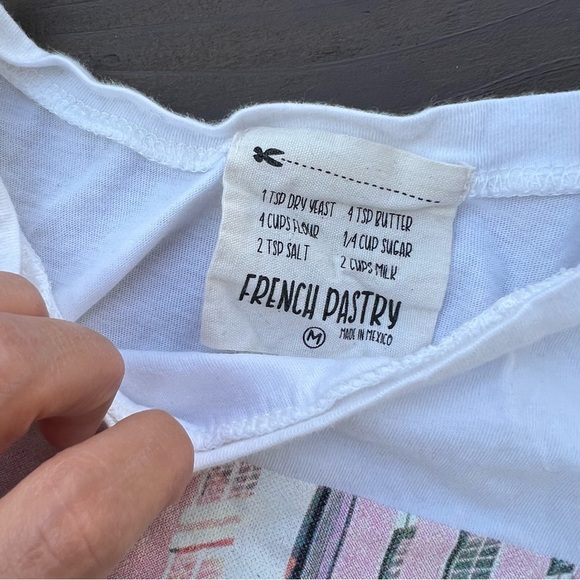 1 TSP DRY YEAST 4 TSP BUTTER
4 CUPS FLOUR 1/4 CUP SUGAR
2 TSP SALT 2 CUPS MILK
FRENCH PASTRY
M MADE IN MEXICO